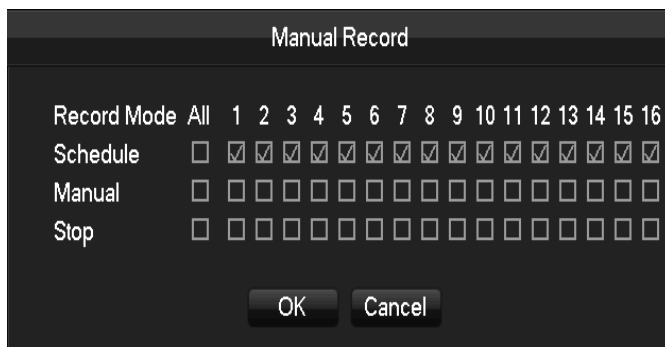 Manual Record
Record Mode All 1 2 3 4 5 6 7 8 9 10 11 12 13 14 15 16
Schedule
Manual
Stop
OK Cancel